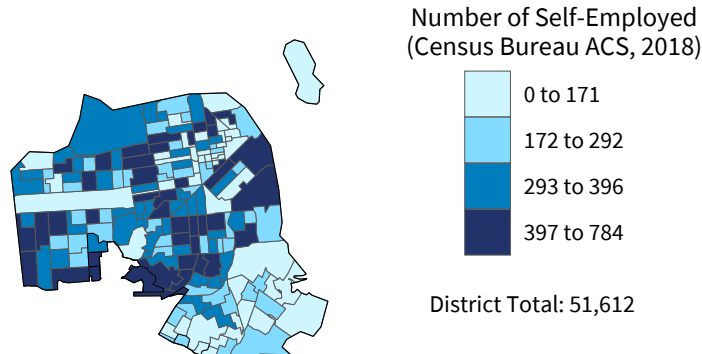 Number of Self-Employed
(Census Bureau ACS, 2018)
0 to 171
172 to 292
293 to 396
397 to 784
District Total: 51,612